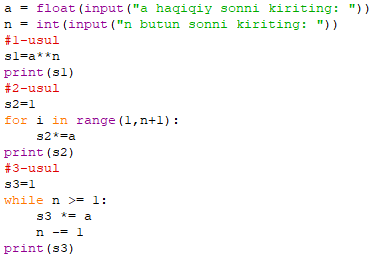 a = float(input("a haqiqiy sonni kiriting: "))
n = int(input("n butun sonni kiriting: "))
#1-usul
s1=a**n
print(s1)
#2-usul
s2=1
for i in range(1,n+1):
    s2*=a
print(s2)
#3-usul
s3=1
while n >= 1:
    s3 *= a
    n -= 1
print(s3)